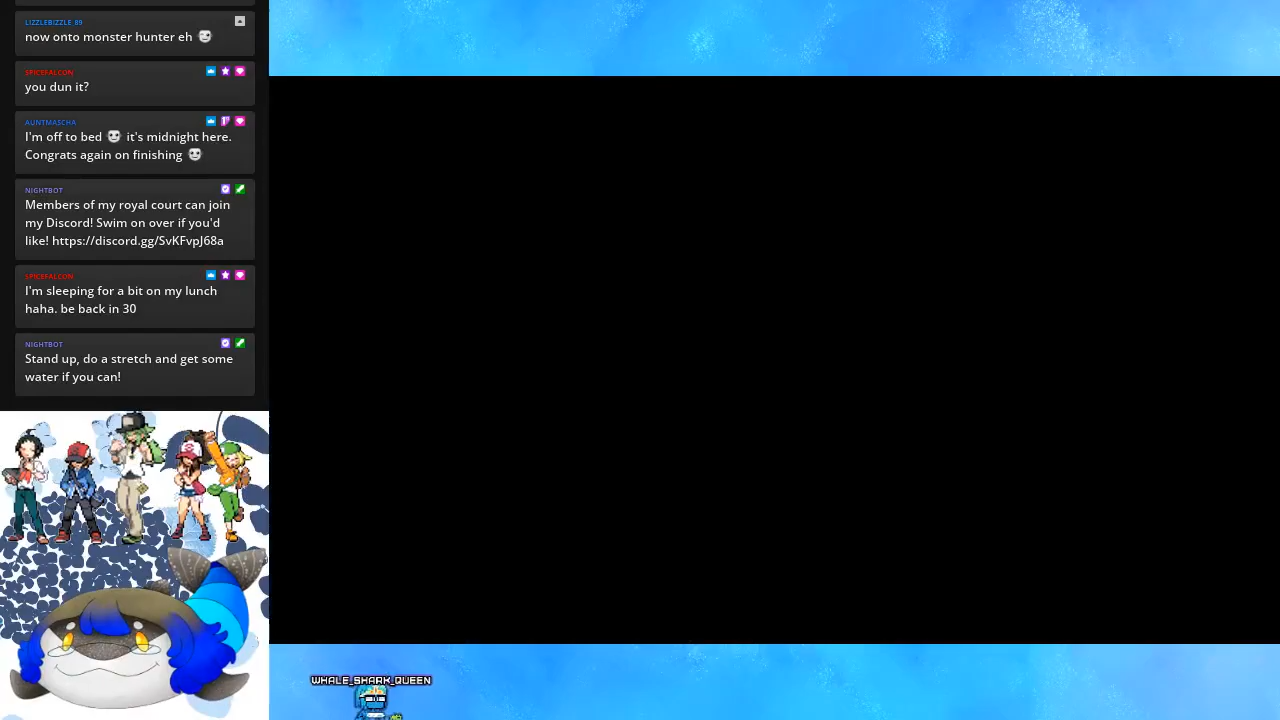 LIZZLEBIZZLE_89
now onto monster hunter eh
SPICEFALCON
you dun it?
AUNTMASCHA
I'm off to bed it's midnight here.
Congrats again on finishing
NIGHTBOT
Members of my royal court can join
my Discord! Swim on over if you'd
like! https://discord.gg/SvKFvpJ68a
SPICEFALCON
I'm sleeping for a bit on my lunch
haha. be back in 30
NIGHTBOT
Stand up, do a stretch and get some
water if you can!
WHALE_SHARK_QUEEN